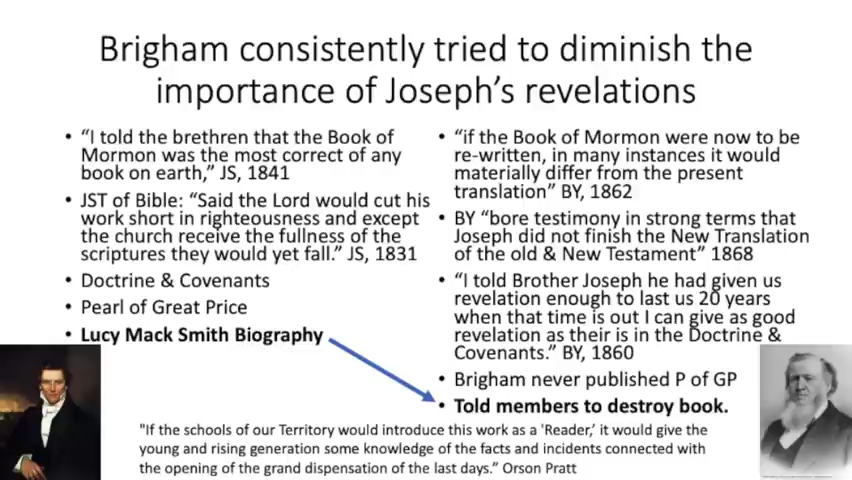 Brigham consistently tried to diminish the
importance of Joseph's revelations
• "I told the brethren that the Book of
Mormon was the most correct of any
book on earth," JS, 1841
• JST of Bible: "Said the Lord would cut his
work short in righteousness and except
the church receive the fullness of the
scriptures they would yet fall." JS, 1831
• Doctrine & Covenants
• Pearl of Great Price
• Lucy Mack Smith Biography
• "if the Book of Mormon were now to be
re-written, in many instances it would
materially differ from the present
translation" BY, 1862
• BY "bore testimony in strong terms that
Joseph did not finish the New Translation
of the old & New Testament" 1868
• "I told Brother Joseph he had given us
revelation enough to last us 20 years
when that time is out I can give as good
revelation as their is in the Doctrine &
Covenants." BY, 1860
• Brigham never published P of GP
• Told members to destroy book.
"If the schools of our Territory would introduce this work as a 'Reader,' it would give the
young and rising generation some knowledge of the facts and incidents connected with
the opening of the grand dispensation of the last days." Orson Pratt